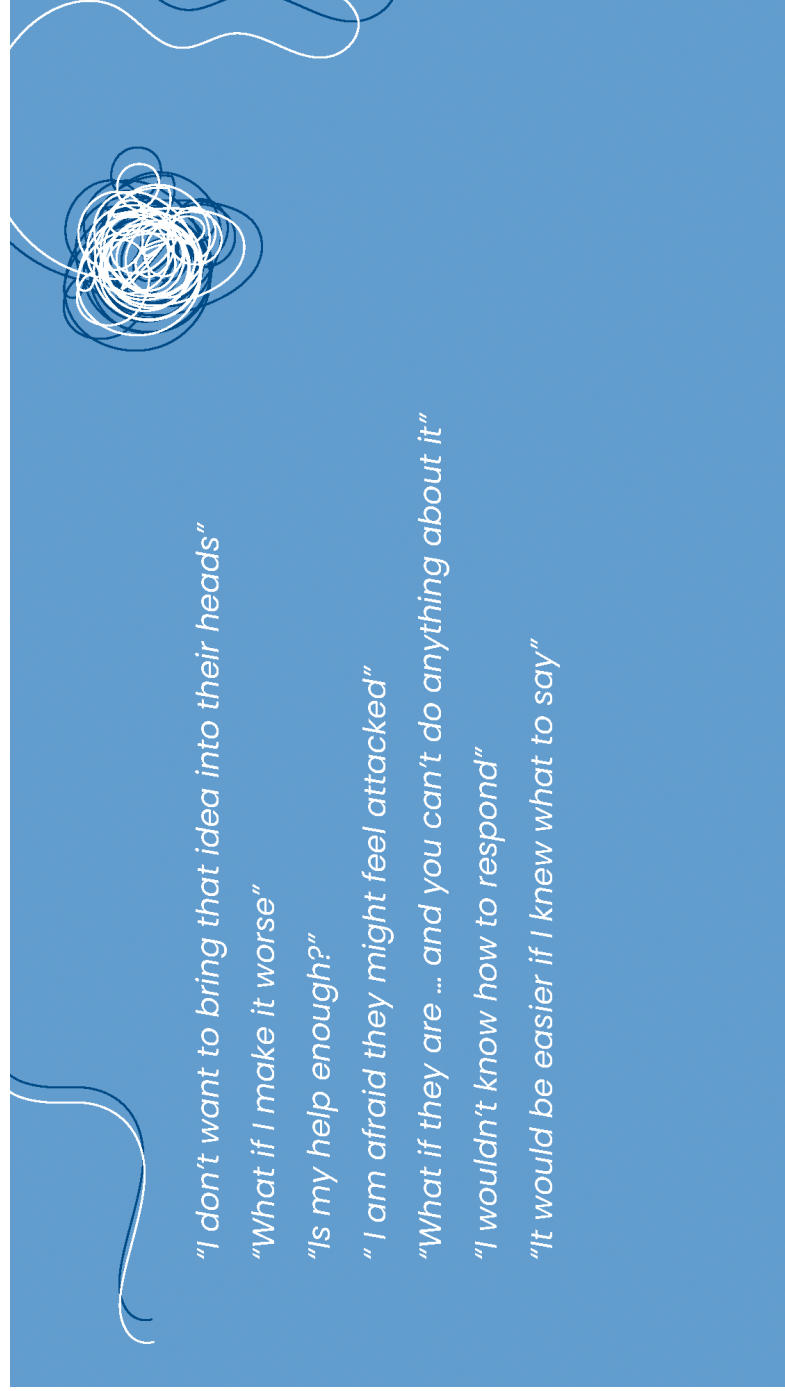 “I don’t want to bring that idea into their heads”
“What if I make it worse”
“Is my help enough?”
“ I am afraid they might feel attacked”
“What if they are ... and you can’t do anything about it”
“I wouldn’t know how to respond”
“It would be easier if I knew what to say”